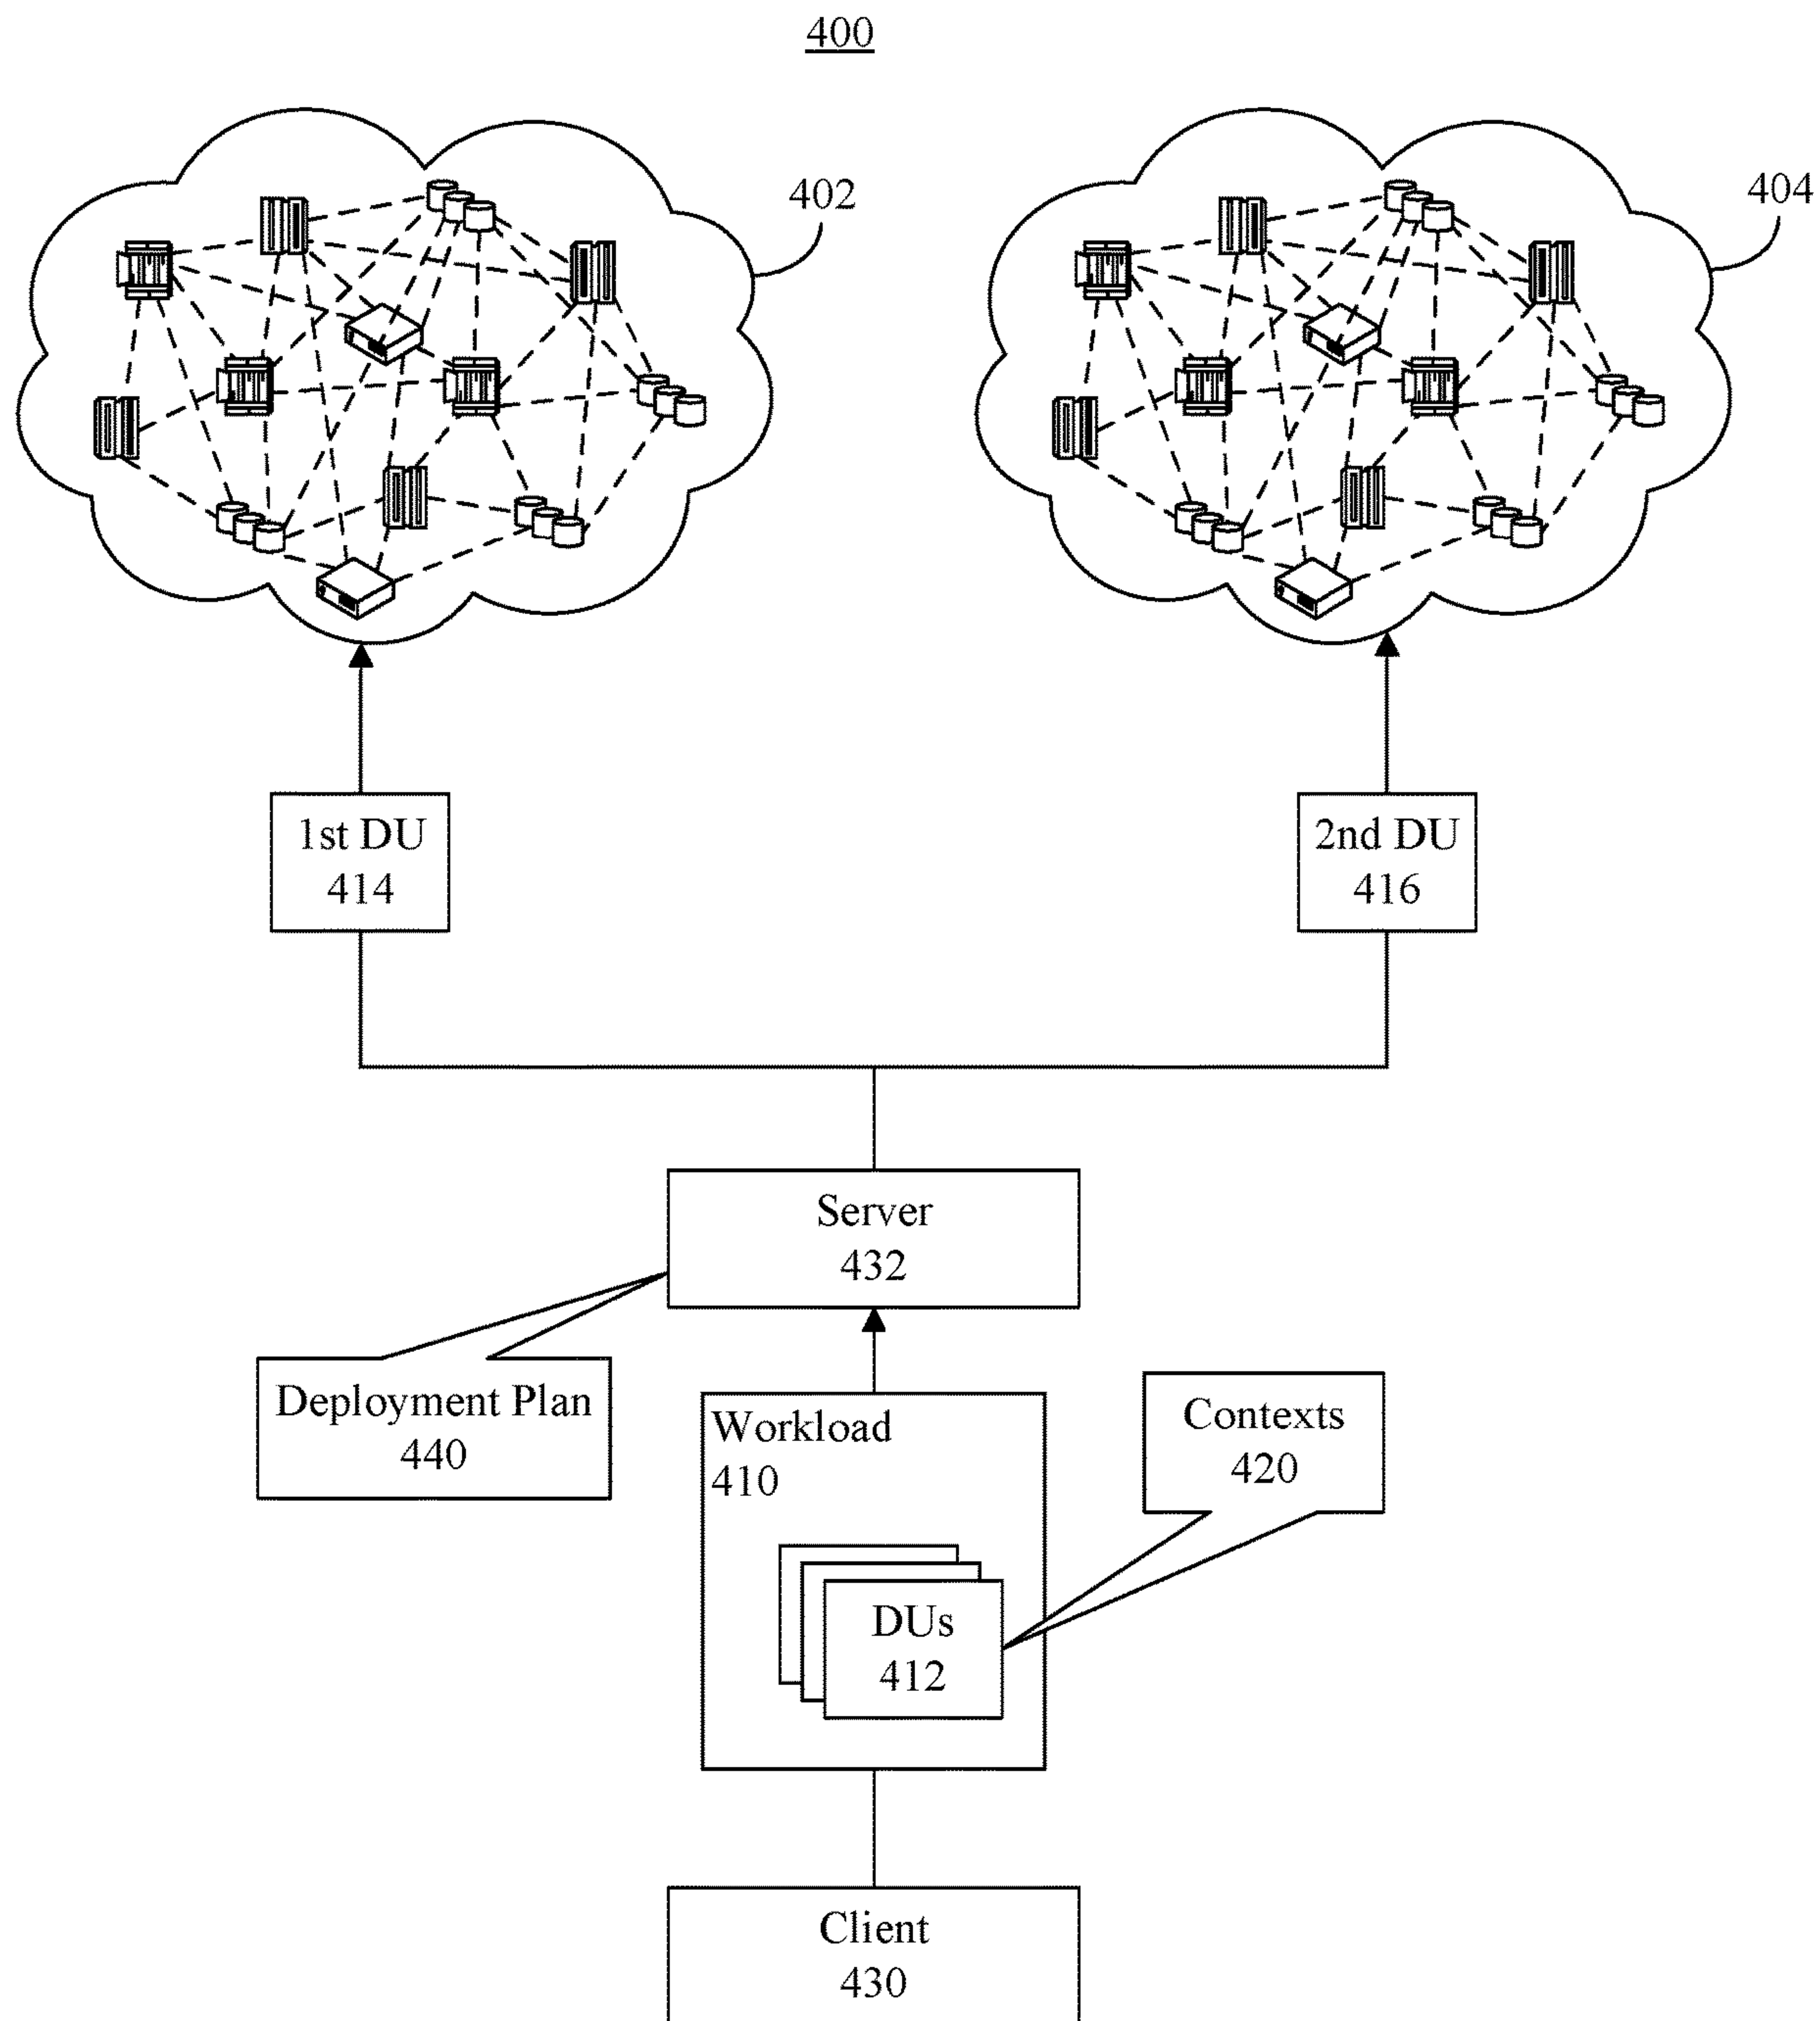 400
402
404
1st DU
414
2nd DU
416
Server
432
Deployment Plan
440
Workload
410
Contexts
420
DUs
412
Client
430